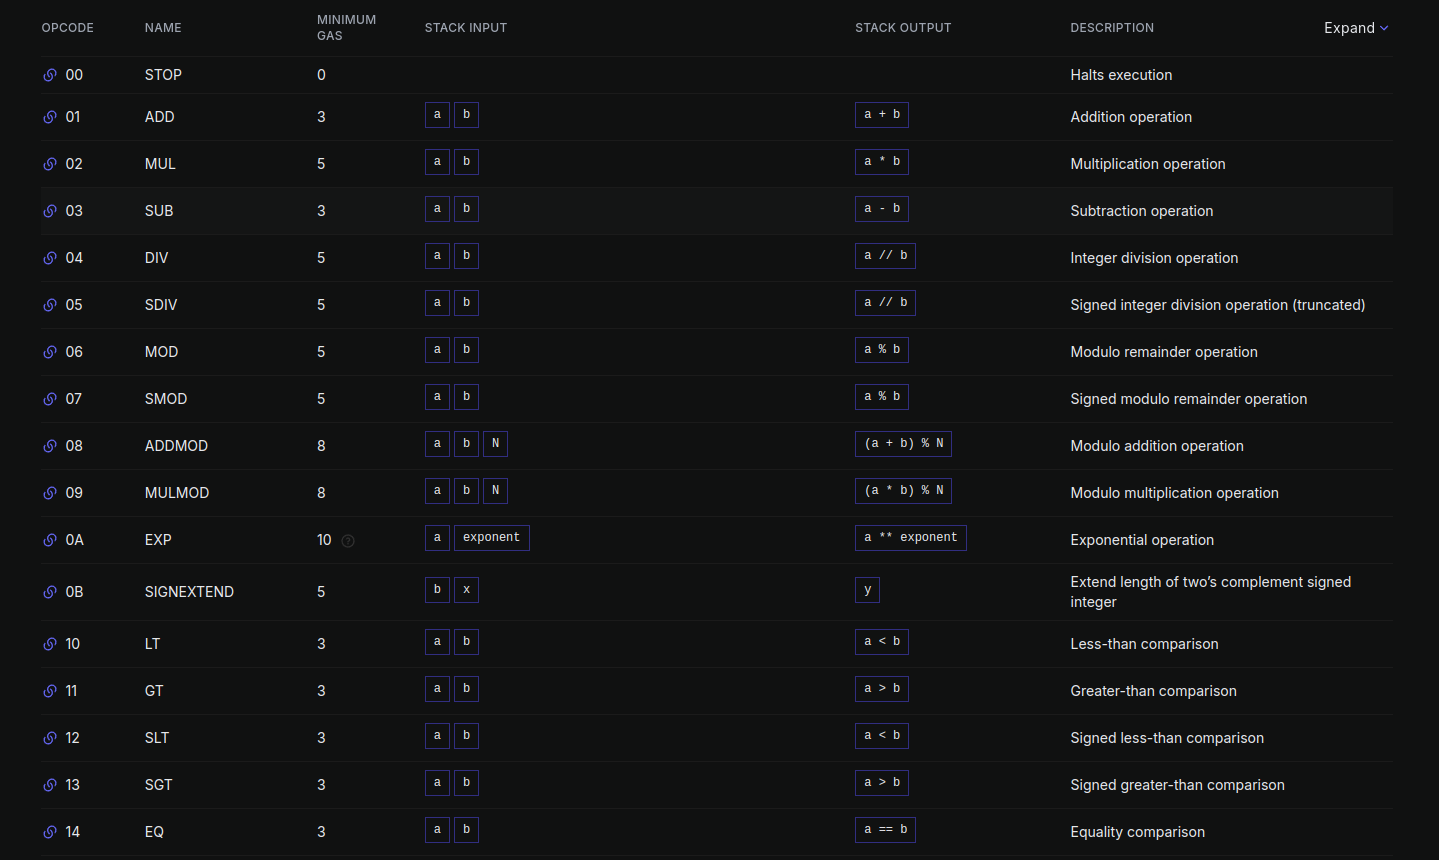 OPCODE NAME MINIMUM GAS STACK INPUT STACK OUTPUT DESCRIPTION Expand
00 STOP 0 Halts execution
01 ADD 3 a b a + b Addition operation
02 MUL 5 a b a * b Multiplication operation
03 SUB 3 a b a - b Subtraction operation
04 DIV 5 a b a // b Integer division operation
05 SDIV 5 a b a // b Signed integer division operation (truncated)
06 MOD 5 a b a % b Modulo remainder operation
07 SMOD 5 a b a % b Signed modulo remainder operation
08 ADDMOD 8 a b N (a + b) % N Modulo addition operation
09 MULMOD 8 a b N (a * b) % N Modulo multiplication operation
0A EXP 10 ? a exponent a ** exponent Exponential operation
0B SIGNEXTEND 5 b x y Extend length of two’s complement signed
integer
10 LT 3 a b a < b Less-than comparison
11 GT 3 a b a > b Greater-than comparison
12 SLT 3 a b a < b Signed less-than comparison
13 SGT 3 a b a > b Signed greater-than comparison
14 EQ 3 a b a == b Equality comparison